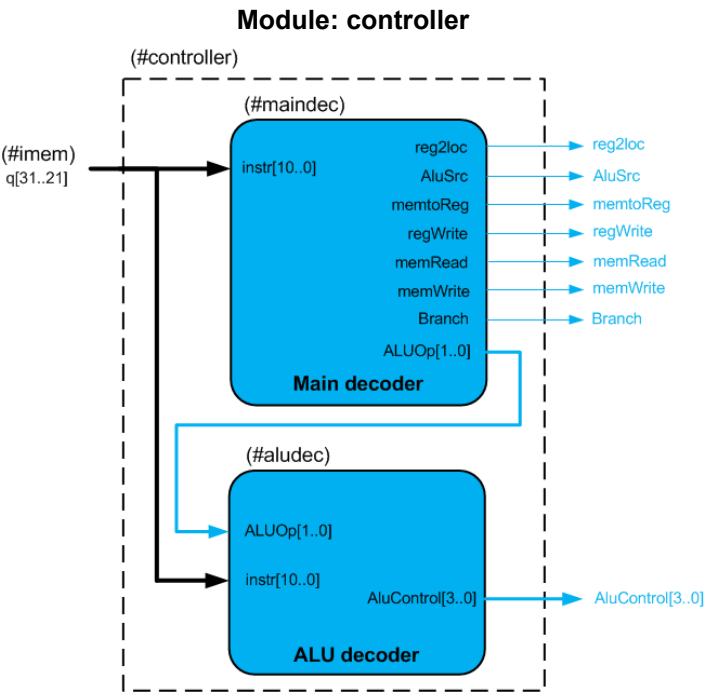 Module: controller
(#controller)
(#maindec)
(#imem)
q[31..21]
instr[10..0]
reg2loc
reg2loc
AluSrc
AluSrc
memtoReg
memtoReg
regWrite
regWrite
memRead
memRead
memWrite
memWrite
Branch
Branch
ALUOp[1..0]
Main decoder
(#aludec)
ALUOp[1..0]
instr[10..0]
AluControl[3..0]
AluControl[3..0]
ALU decoder